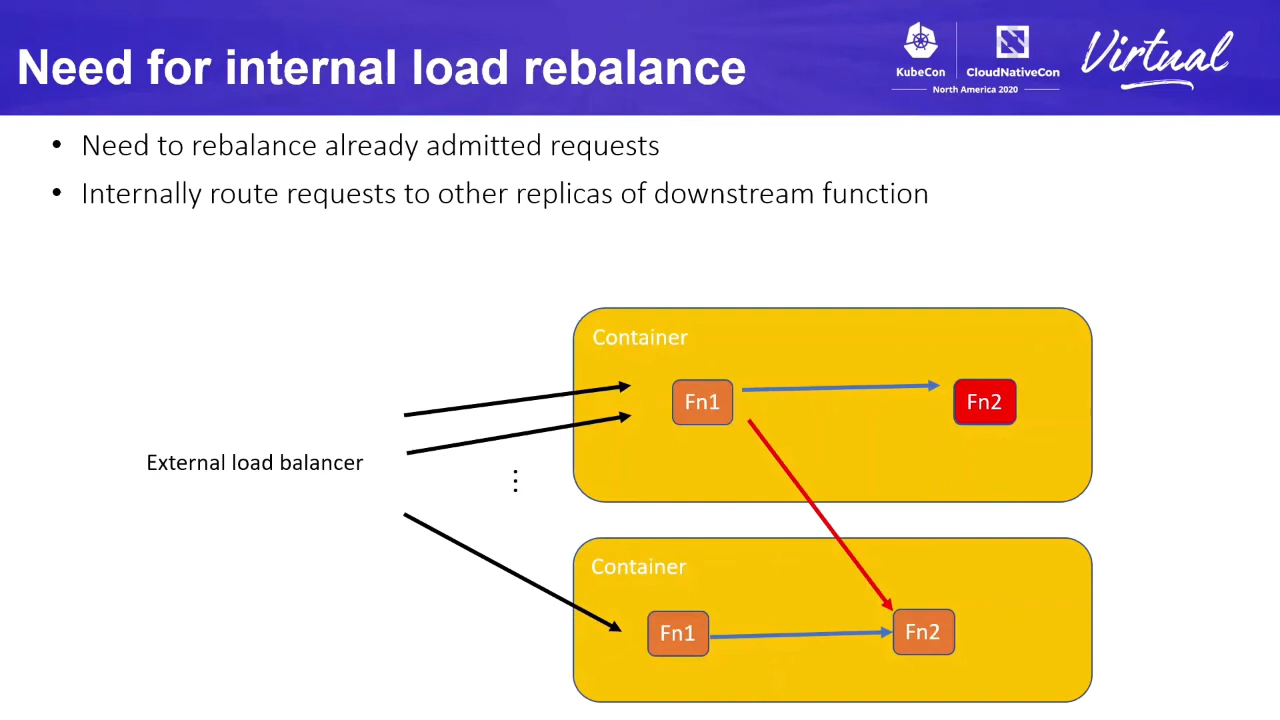 Need for internal load rebalance
KubeCon
CloudNativeCon
North America 2020
Virtual
• Need to rebalance already admitted requests
• Internally route requests to other replicas of downstream function
Container
Fn1
Fn2
External load balancer
Container
Fn1
Fn2